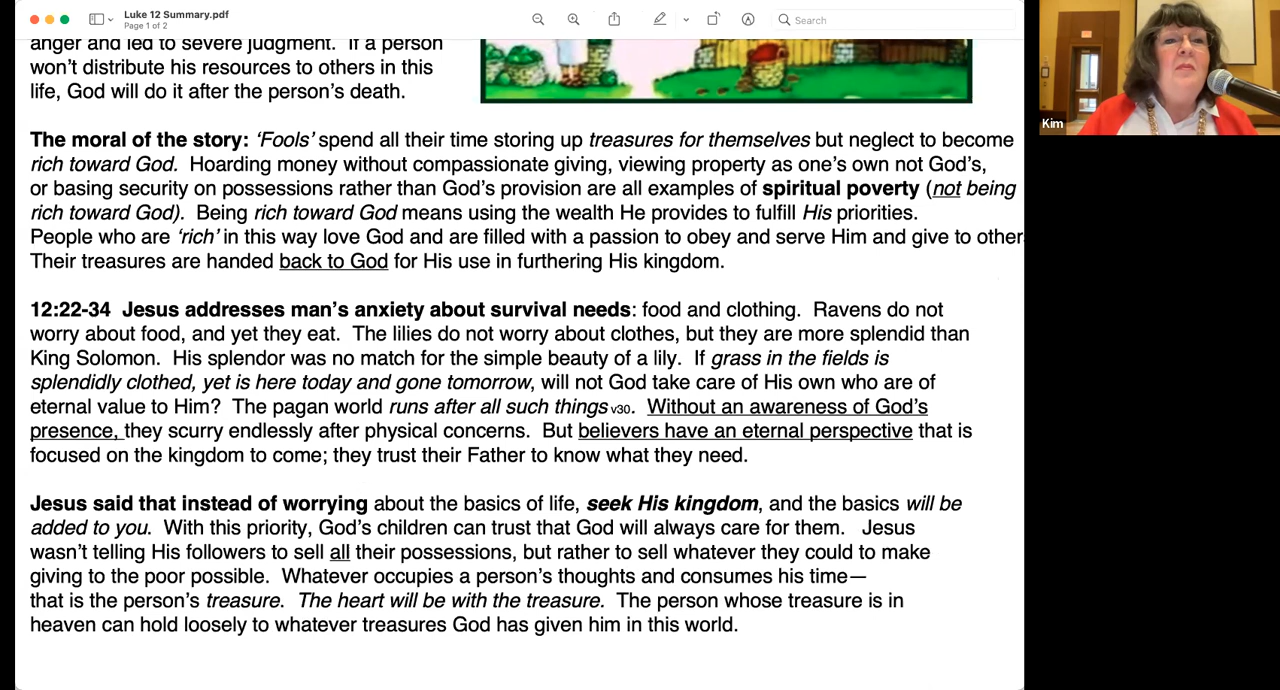 Luke 12 Summary.pdf
Page 1 of 2
Search
anger and led to severe judgment. If a person
won't distribute his resources to others in this
life, God will do it after the person's death.
The moral of the story: 'Fools' spend all their time storing up treasures for themselves but neglect to become
rich toward God. Hoarding money without compassionate giving, viewing property as one's own not God's,
or basing security on possessions rather than God's provision are all examples of spiritual poverty (not being
rich toward God). Being rich toward God means using the wealth He provides to fulfill His priorities.
People who are 'rich' in this way love God and are filled with a passion to obey and serve Him and give to other
Their treasures are handed back to God for His use in furthering His kingdom.
12:22-34 Jesus addresses man's anxiety about survival needs: food and clothing. Ravens do not
worry about food, and yet they eat. The lilies do not worry about clothes, but they are more splendid than
King Solomon. His splendor was no match for the simple beauty of a lily. If grass in the fields is
splendidly clothed, yet is here today and gone tomorrow, will not God take care of His own who are of
eternal value to Him? The pagan world runs after all such things v30. Without an awareness of God's
presence, they scurry endlessly after physical concerns. But believers have an eternal perspective that is
focused on the kingdom to come; they trust their Father to know what they need.
Jesus said that instead of worrying about the basics of life, seek His kingdom, and the basics will be
added to you. With this priority, God's children can trust that God will always care for them. Jesus
wasn't telling His followers to sell all their possessions, but rather to sell whatever they could to make
giving to the poor possible. Whatever occupies a person's thoughts and consumes his time—
that is the person's treasure. The heart will be with the treasure. The person whose treasure is in
heaven can hold loosely to whatever treasures God has given him in this world.
Kim